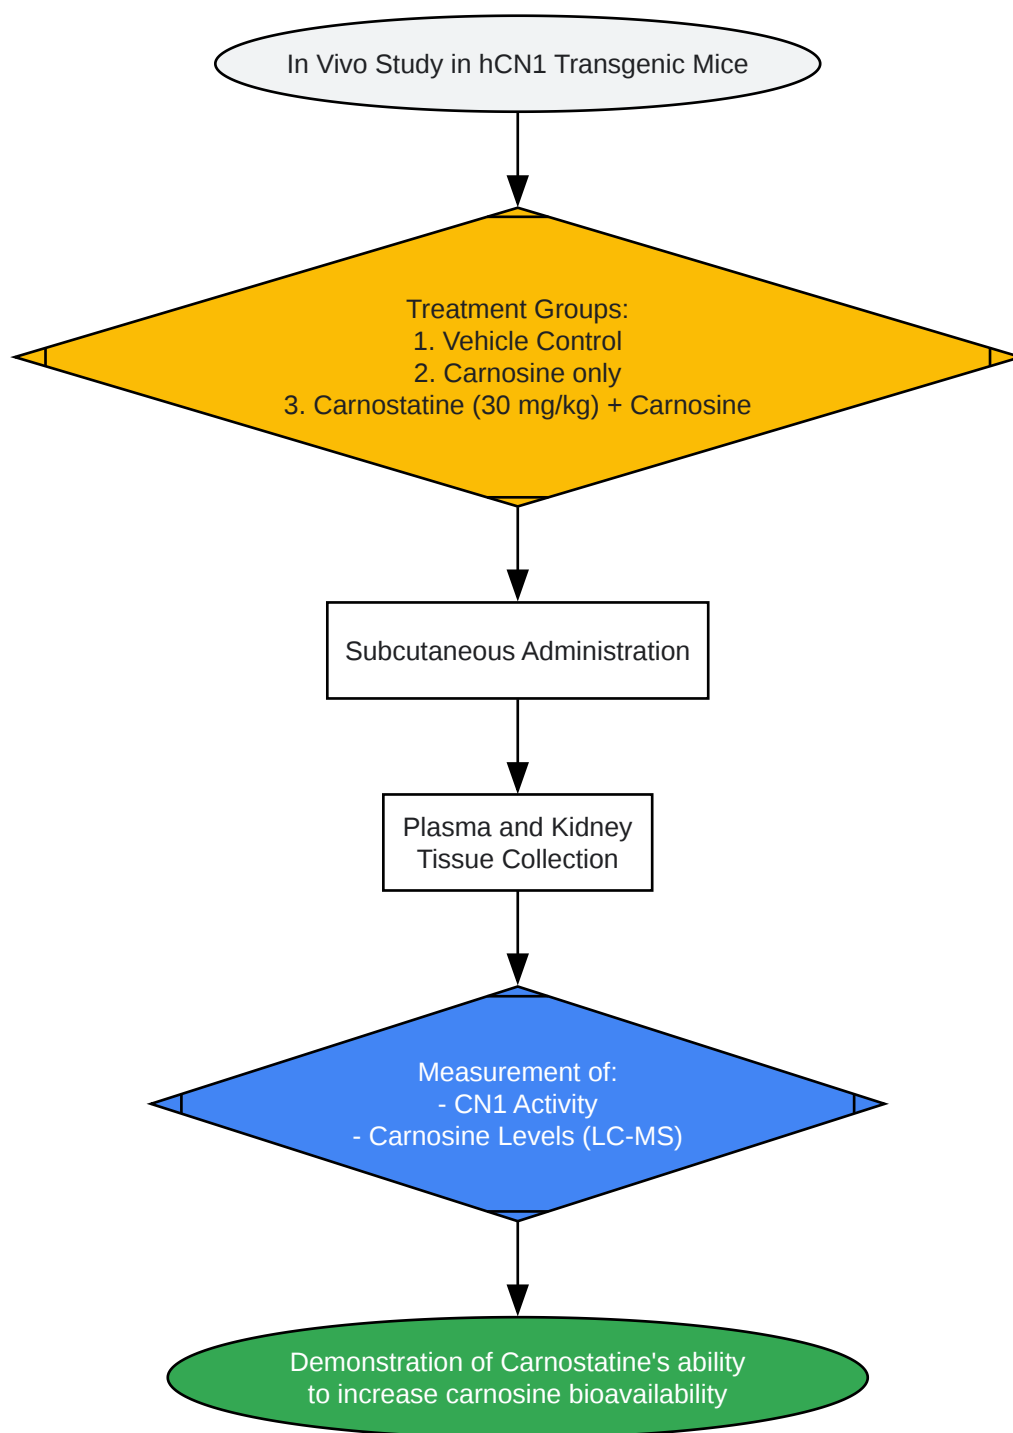 In Vivo Study in hCN1 Transgenic Mice
Treatment Groups:
1. Vehicle Control
2. Carnosine only
3. Carnostatine (30 mg/kg) + Carnosine
Subcutaneous Administration
Plasma and Kidney
Tissue Collection
Measurement of:
- CN1 Activity
- Carnosine Levels (LC-MS)
Demonstration of Carnostatine's ability
to increase carnosine bioavailability